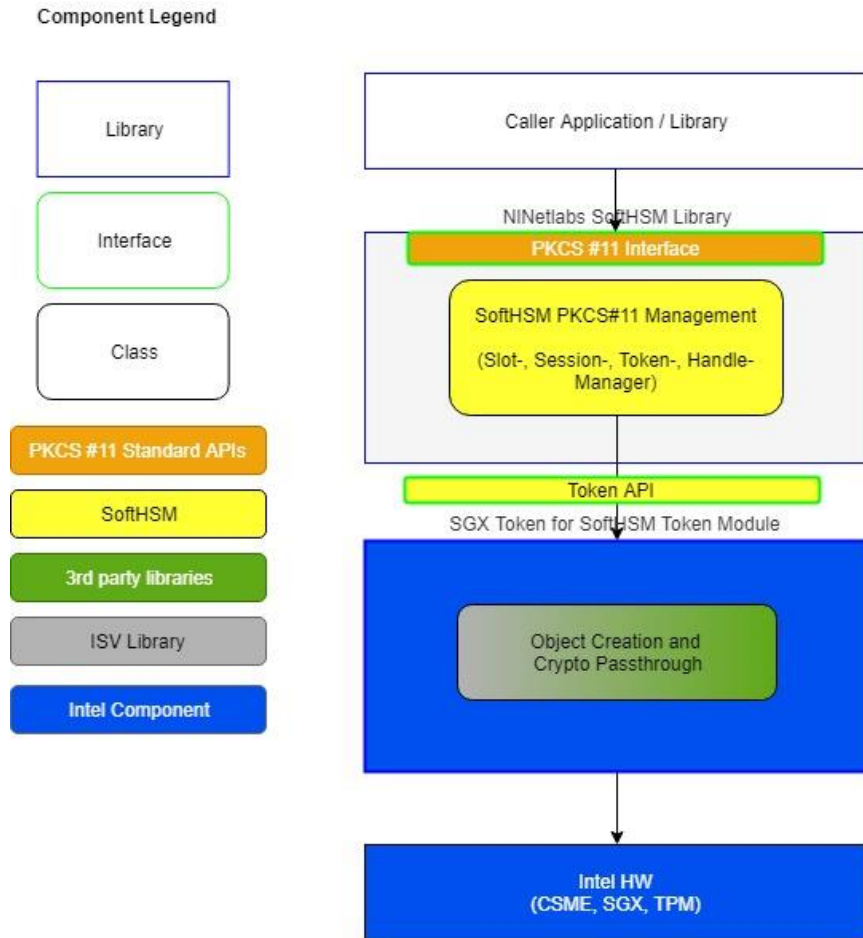 Component Legend
Library
Interface
Class
PKCS #11 Standard APIs
SoftHSM
3rd party libraries
ISV Library
Intel Component
Caller Application / Library
NlNetlabs SoftHSM Library
PKCS #11 Interface
SoftHSM PKCS#11 Management
(Slot-, Session-, Token-, Handle-
Manager)
Token API
SGX Token for SoftHSM Token Module
Object Creation and
Crypto Passthrough
Intel HW
(CSME, SGX, TPM)